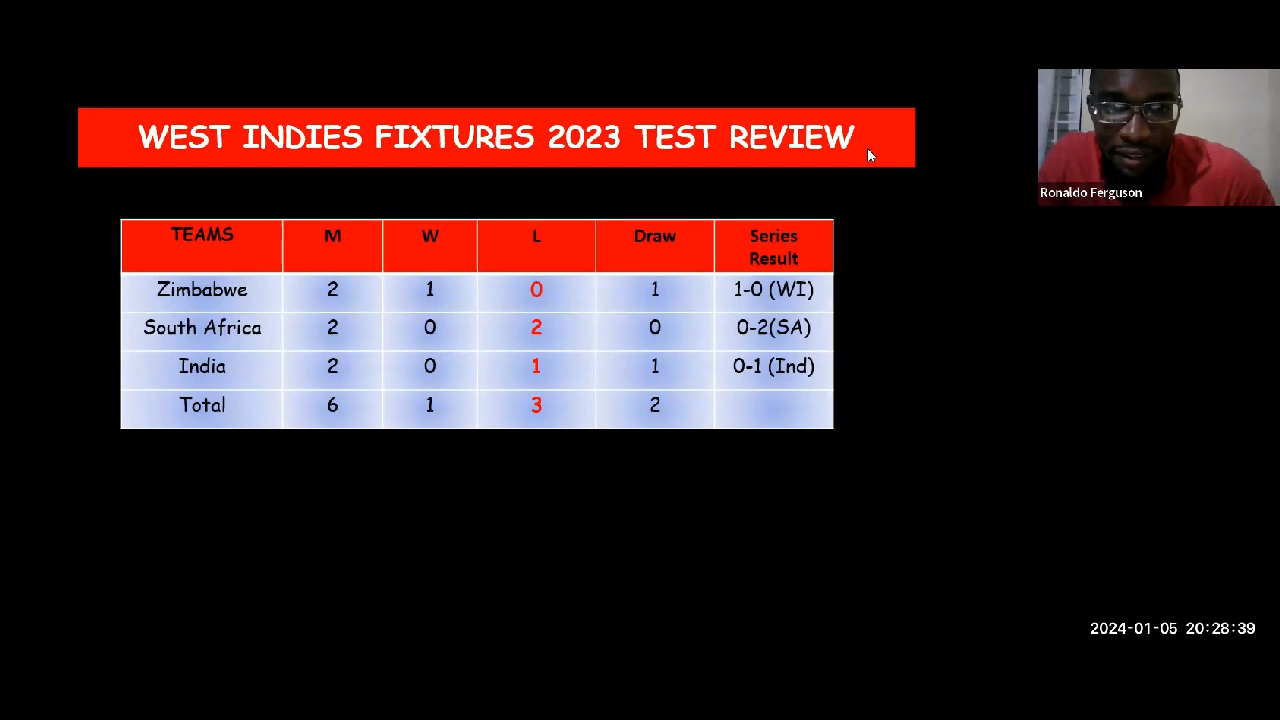 WEST INDIES FIXTURES 2023 TEST REVIEW
Ronaldo Ferguson
TEAMS M W L Draw Series Result
Zimbabwe 2 1 0 1 1-0 (WI)
South Africa 2 0 2 0 0-2(SA)
India 2 0 1 1 0-1 (Ind)
Total 6 1 3 2
2024-01-05 20:28:39